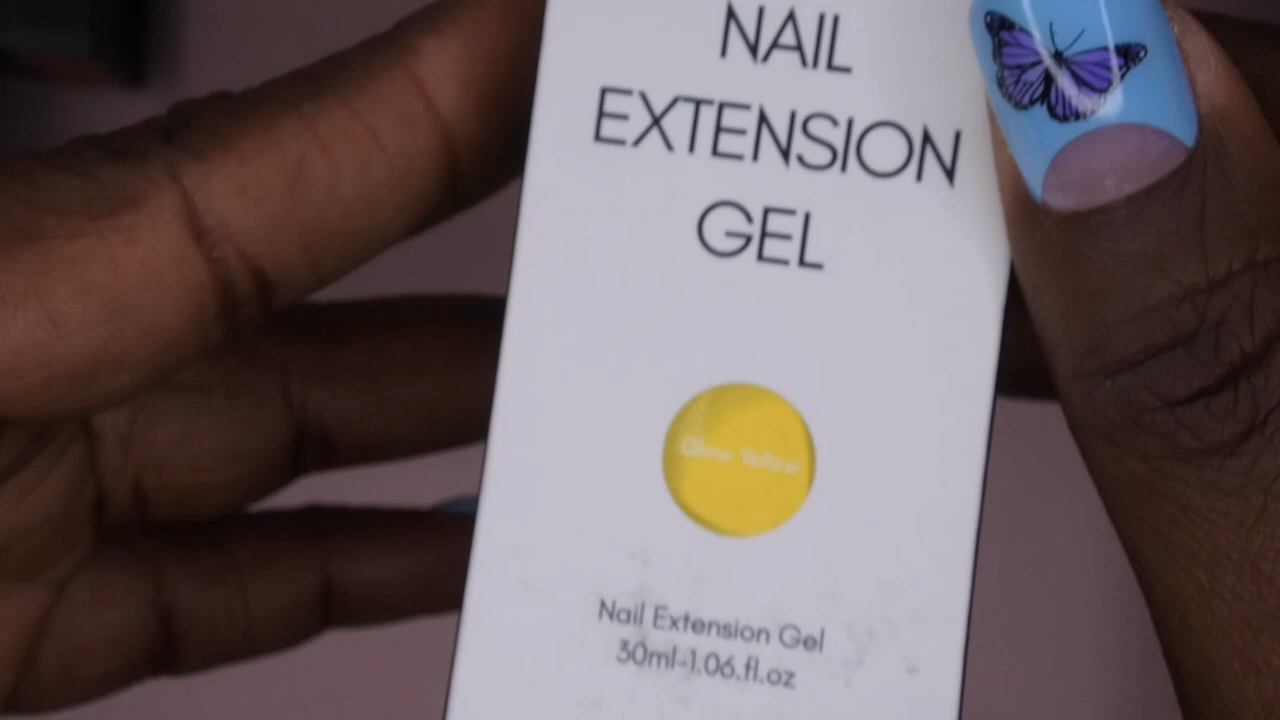 NAIL
EXTENSION
GEL
Glow Yellow
Nail Extension Gel
30ml-1.06.fl.oz